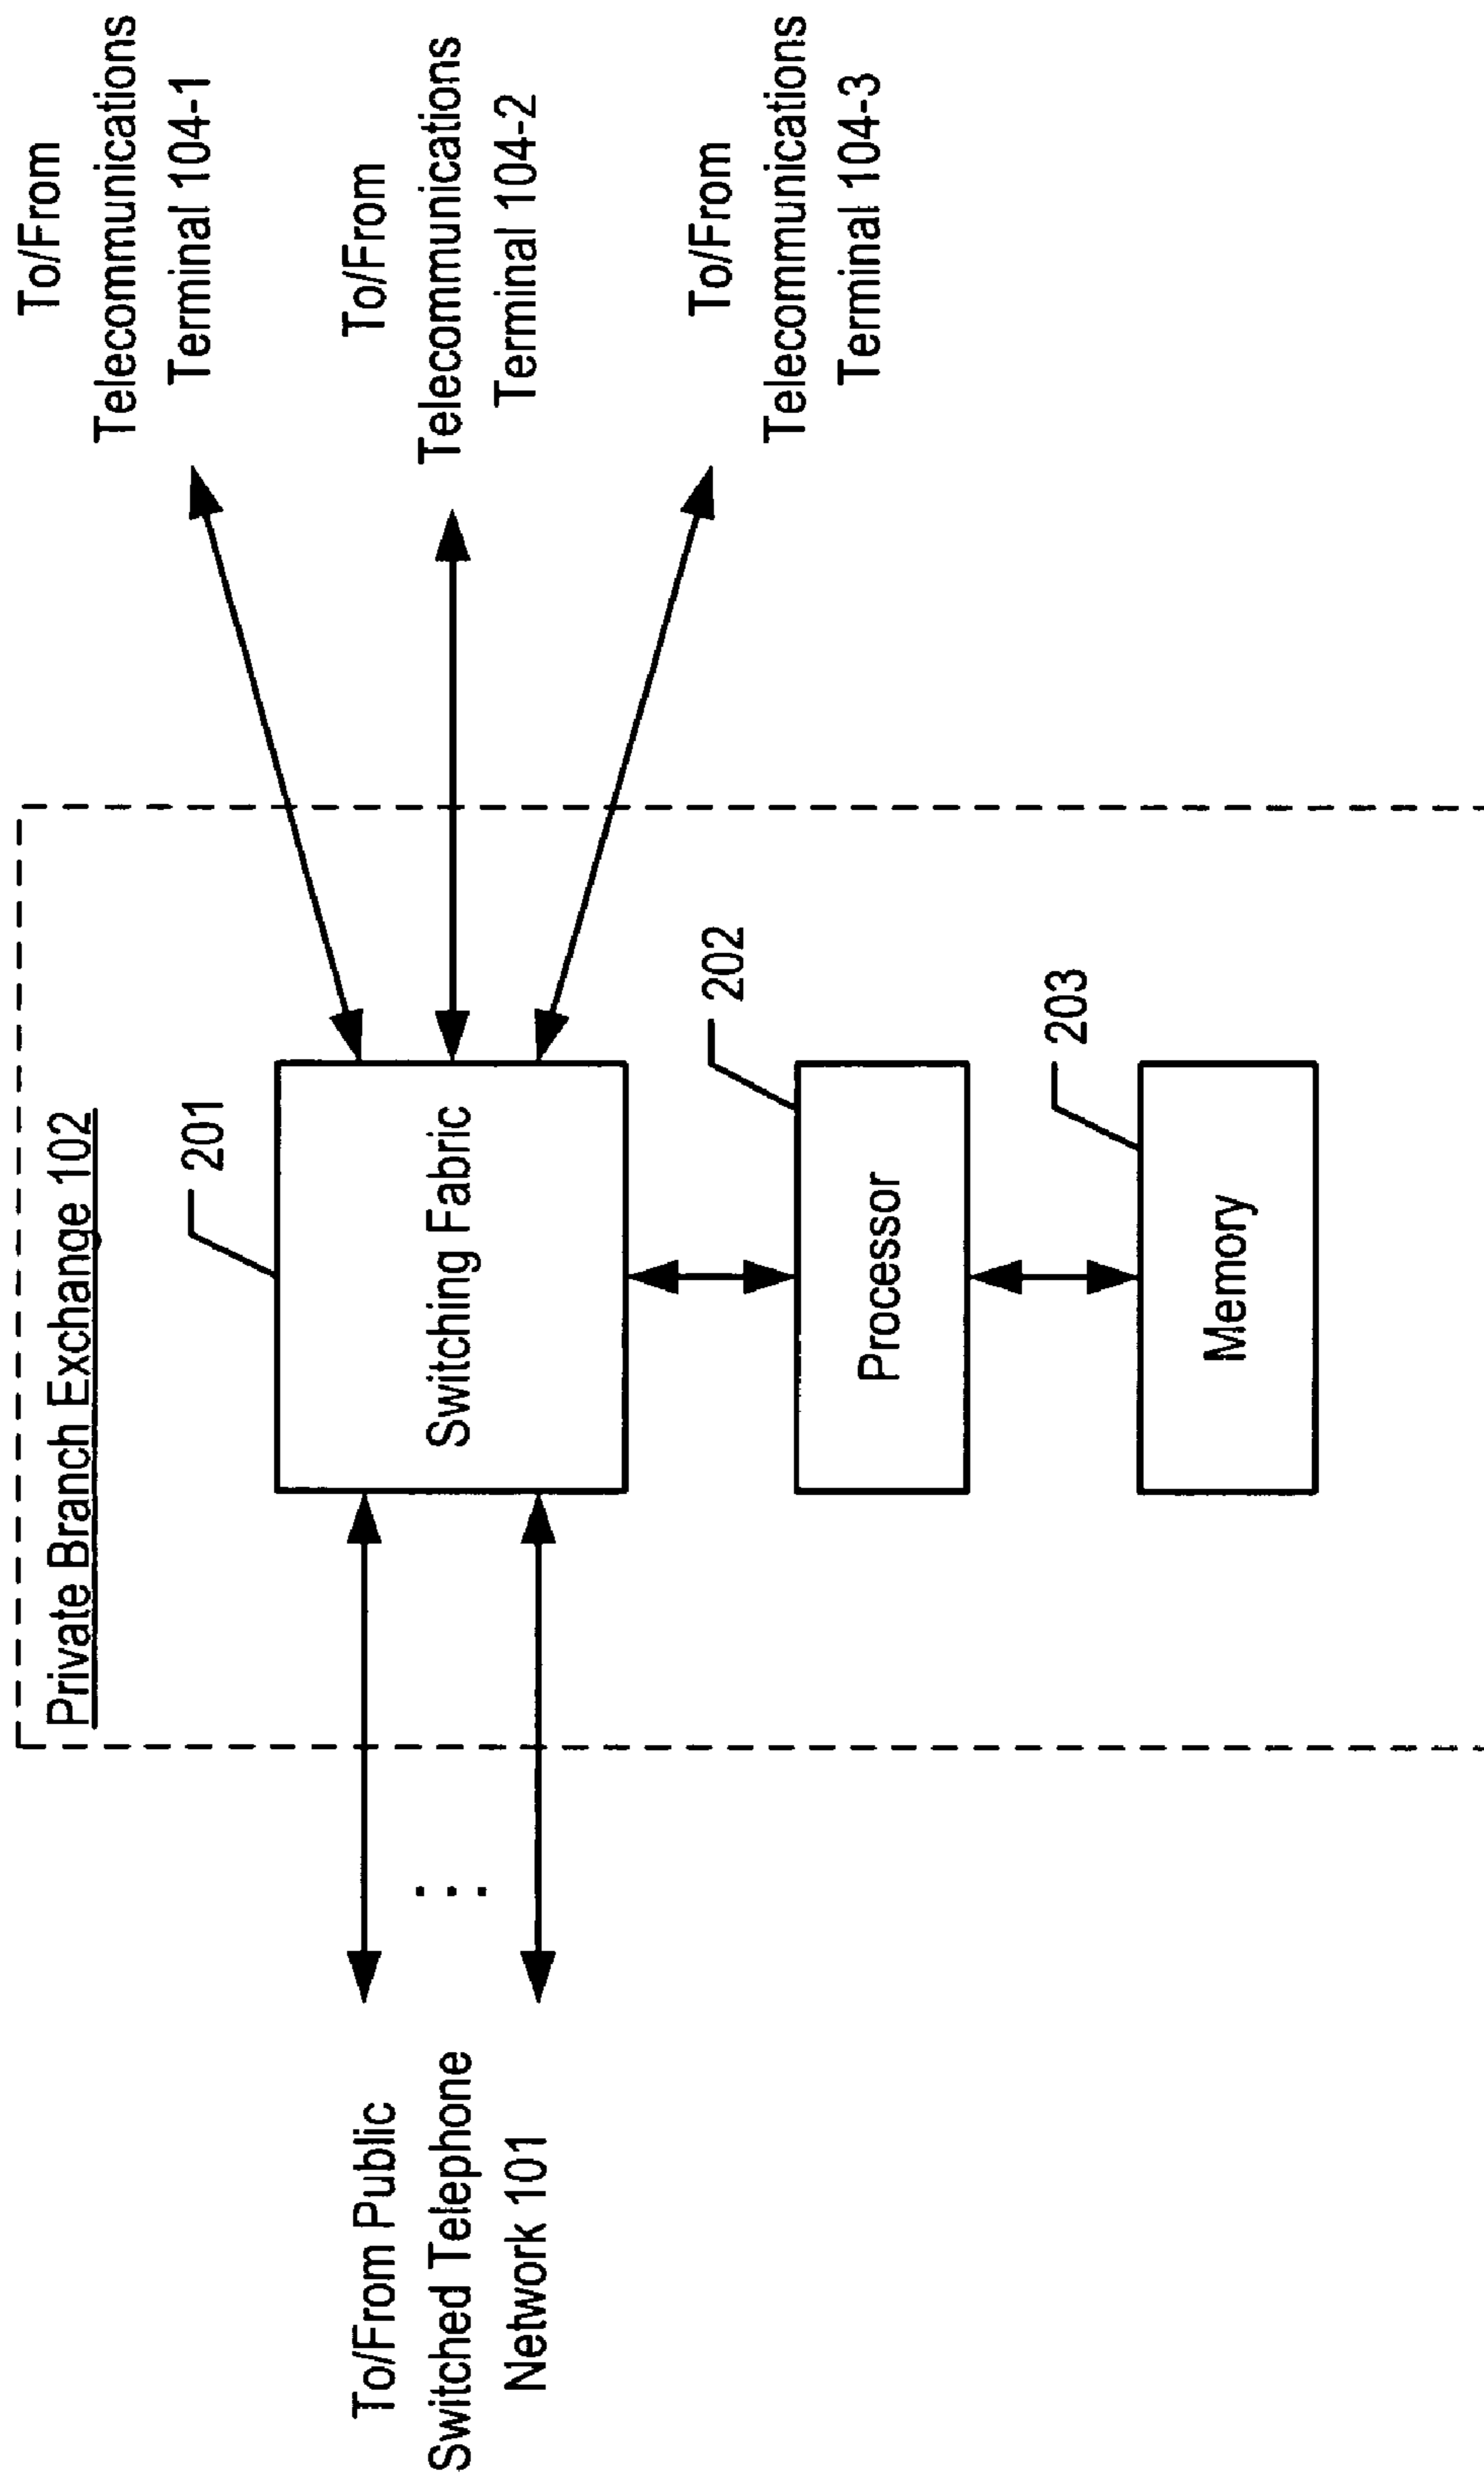 Private Branch Exchange 102
201
Switching Fabric
To/From Public
Switched Telephone
Network 101
To/From
Telecommunications
Terminal 104-1
To/From
Telecommunications
Terminal 104-2
To/From
Telecommunications
Terminal 104-3
202
Processor
203
Memory